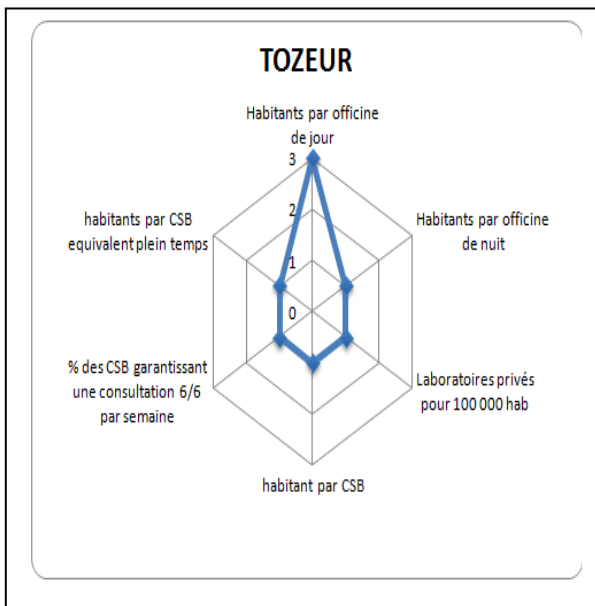 TOZEUR
Habitants par officine
de jour
3
2
1
0
Habitants par officine
de nuit
Laboratoires privés
pour 100 000 hab
habitant par CSB
% des CSB garantissant
une consultation 6/6
par semaine
habitants par CSB
equivalent plein temps